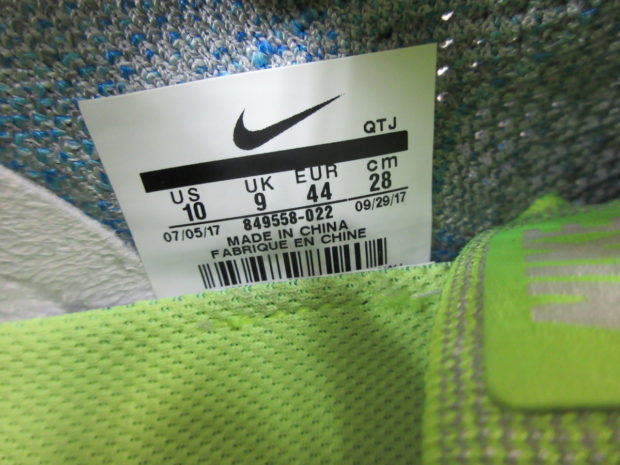 QTJ
US UK EUR cm
10 9 44 28
07/05/17 849558-022 09/29/17
MADE IN CHINA
FABRIQUE EN CHINE